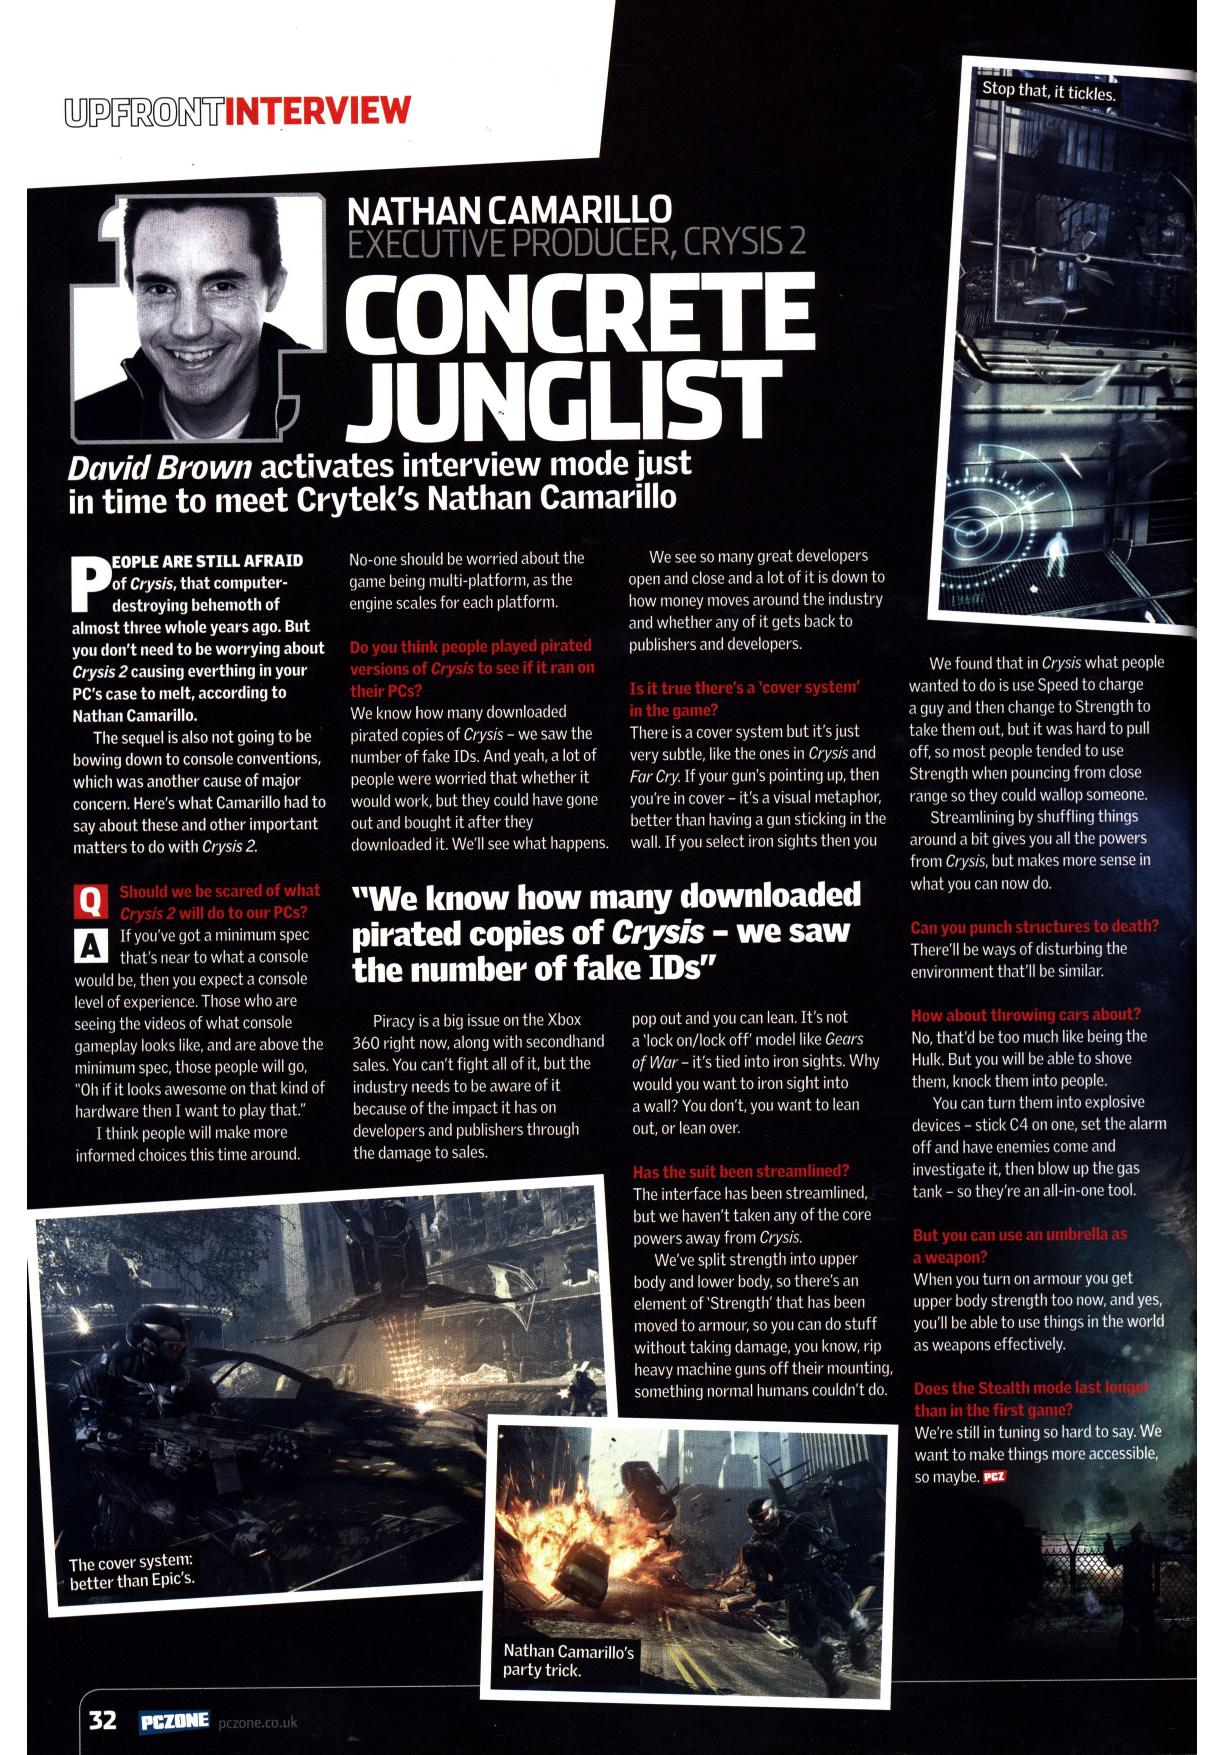 UPFRONTINTERVIEW
Stop that, it tickles.
NATHAN CAMARILLO
EXECUTIVE PRODUCER, CRYSIS 2
CONCRETE
JUNGLIST
David Brown activates interview mode just
in time to meet Crytek's Nathan Camarillo
PEOPLE ARE STILL AFRAID
of Crysis, that computer-
destroying behemoth of
almost three whole years ago. But
you don't need to be worrying about
Crysis 2 causing everthing in your
PC's case to melt, according to
Nathan Camarillo.
The sequel is also not going to be
bowing down to console conventions,
which was another cause of major
concern. Here's what Camarillo had to
say about these and other important
matters to do with Crysis 2.
Q Should we be scared of what
Crysis 2 will do to our PCs?
A If you've got a minimum spec
that's near to what a console
would be, then you expect a console
level of experience. Those who are
seeing the videos of what console
gameplay looks like, and are above the
minimum spec, those people will go,
"Oh if it looks awesome on that kind of
hardware then I want to play that."
I think people will make more
informed choices this time around.
No-one should be worried about the
game being multi-platform, as the
engine scales for each platform.
Do you think people played pirated
versions of Crysis to see if it ran on
their PCs?
We know how many downloaded
pirated copies of Crysis – we saw the
number of fake IDs. And yeah, a lot of
people were worried that whether it
would work, but they could have gone
out and bought it after they
downloaded it. We'll see what happens.
"We know how many downloaded
pirated copies of Crysis – we saw
the number of fake IDs"
Piracy is a big issue on the Xbox
360 right now, along with secondhand
sales. You can't fight all of it, but the
industry needs to be aware of it
because of the impact it has on
developers and publishers through
the damage to sales.
We see so many great developers
open and close and a lot of it is down to
how money moves around the industry
and whether any of it gets back to
publishers and developers.
Is it true there's a 'cover system'
in the game?
There is a cover system but it's just
very subtle, like the ones in Crysis and
Far Cry. If your gun's pointing up, then
you're in cover – it's a visual metaphor,
better than having a gun sticking in the
wall. If you select iron sights then you
pop out and you can lean. It's not
a 'lock on/lock off' model like Gears
of War – it's tied into iron sights. Why
would you want to iron sight into
a wall? You don't, you want to lean
out, or lean over.
Has the suit been streamlined?
The interface has been streamlined,
but we haven't taken any of the core
powers away from Crysis.
We've split strength into upper
body and lower body, so there's an
element of 'Strength' that has been
moved to armour, so you can do stuff
without taking damage, you know, rip
heavy machine guns off their mounting,
something normal humans couldn't do.
We found that in Crysis what people
wanted to do is use Speed to charge
a guy and then change to Strength to
take them out, but it was hard to pull
off, so most people tended to use
Strength when pouncing from close
range so they could wallop someone.
Streamlining by shuffling things
around a bit gives you all the powers
from Crysis, but makes more sense in
what you can now do.
Can you punch structures to death?
There'll be ways of disturbing the
environment that'll be similar.
How about throwing cars about?
No, that'd be too much like being the
Hulk. But you will be able to shove
them, knock them into people.
You can turn them into explosive
devices – stick C4 on one, set the alarm
off and have enemies come and
investigate it, then blow up the gas
tank – so they're an all-in-one tool.
But you can use an umbrella as
a weapon?
When you turn on armour you get
upper body strength too now, and yes,
you'll be able to use things in the world
as weapons effectively.
Does the Stealth mode last longer
than in the first game?
We're still in tuning so hard to say. We
want to make things more accessible,
so maybe. PCZ
The cover system:
better than Epic's.
Nathan Camarillo's
party trick.
32 PCZONE pczone.co.uk